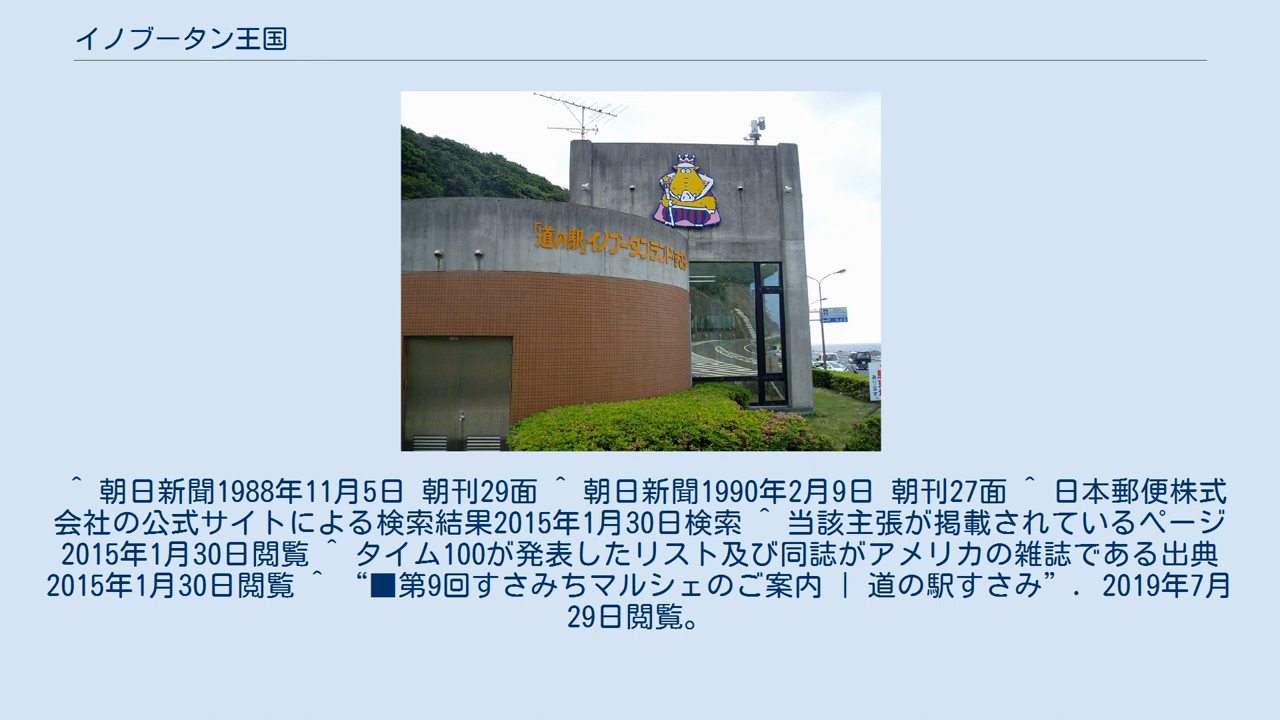 イノブータン王国
「道の駅」イノブータンランドすさみ
^ 朝日新聞1988年11月5日 朝刊29面 ^ 朝日新聞1990年2月9日 朝刊27面 ^ 日本郵便株式
会社の公式サイトによる検索結果2015年1月30日検索 ^ 当該主張が掲載されているページ
2015年1月30日閲覧 ^ タイム100が発表したリスト及び同誌がアメリカの雑誌である出典
2015年1月30日閲覧 ^ “■第9回すさみちマルシェのご案内 | 道の駅すさみ”. 2019年7月
29日閲覧。